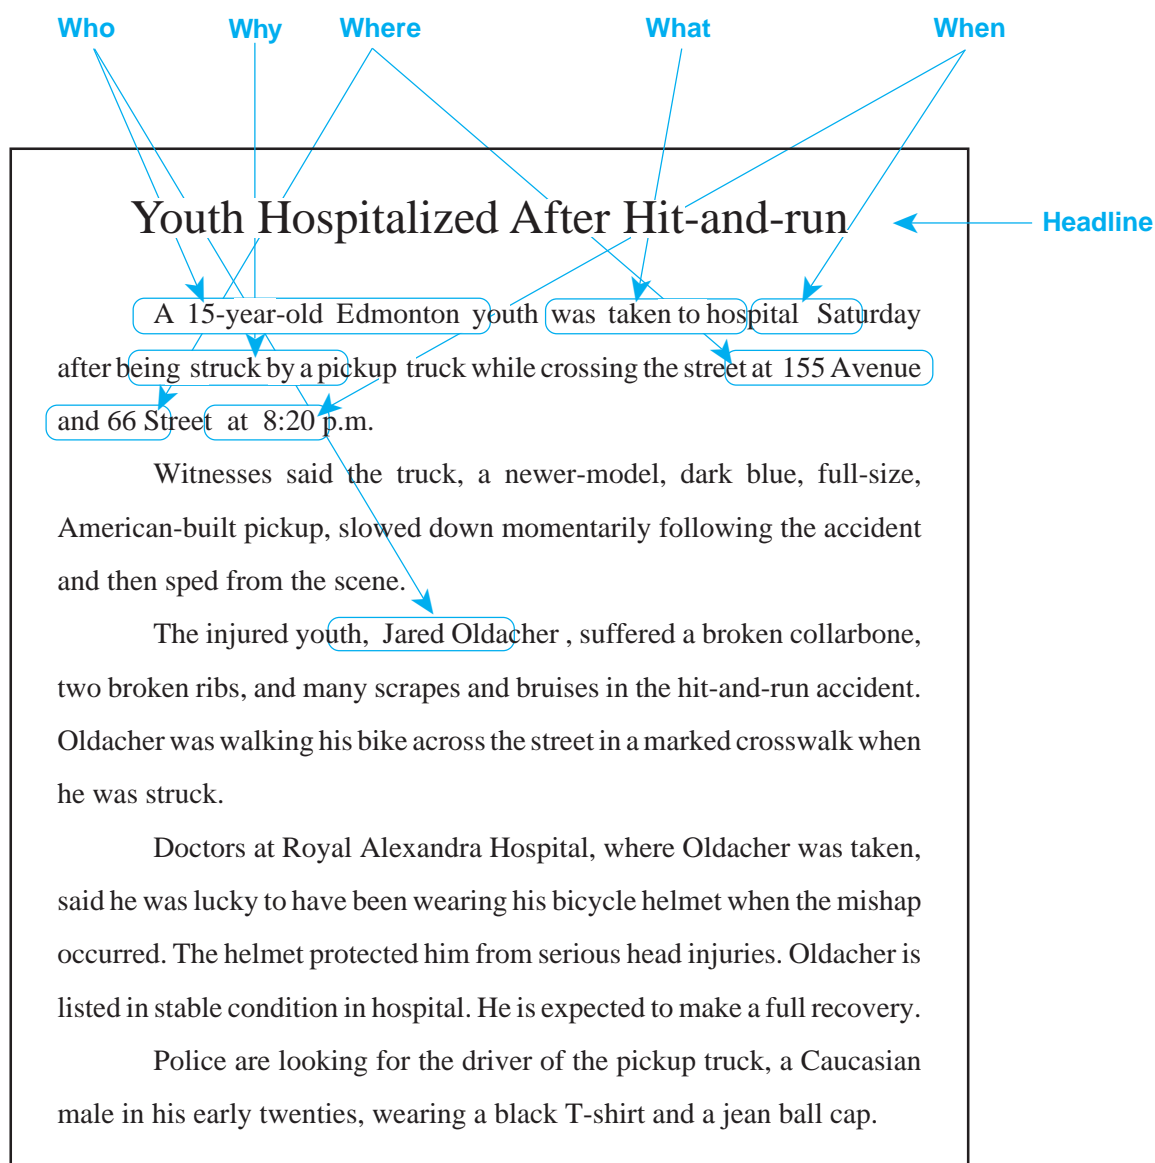 Who Why Where What When
Youth Hospitalized After Hit-and-run
Headline
A 15-year-old Edmonton youth was taken to hospital Saturday
after being struck by a pickup truck while crossing the street at 155 Avenue
and 66 Street at 8:20 p.m.
Witnesses said the truck, a newer-model, dark blue, full-size,
American-built pickup, slowed down momentarily following the accident
and then sped from the scene.
The injured youth, Jared Oldacher , suffered a broken collarbone,
two broken ribs, and many scrapes and bruises in the hit-and-run accident.
Oldacher was walking his bike across the street in a marked crosswalk when
he was struck.
Doctors at Royal Alexandra Hospital, where Oldacher was taken,
said he was lucky to have been wearing his bicycle helmet when the mishap
occurred. The helmet protected him from serious head injuries. Oldacher is
listed in stable condition in hospital. He is expected to make a full recovery.
Police are looking for the driver of the pickup truck, a Caucasian
male in his early twenties, wearing a black T-shirt and a jean ball cap.